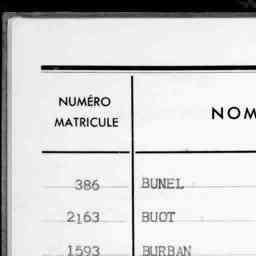 NUMÉRO
MATRICULE
NOM
386 BUNEL
2163 BUOT
1593 BURBAN